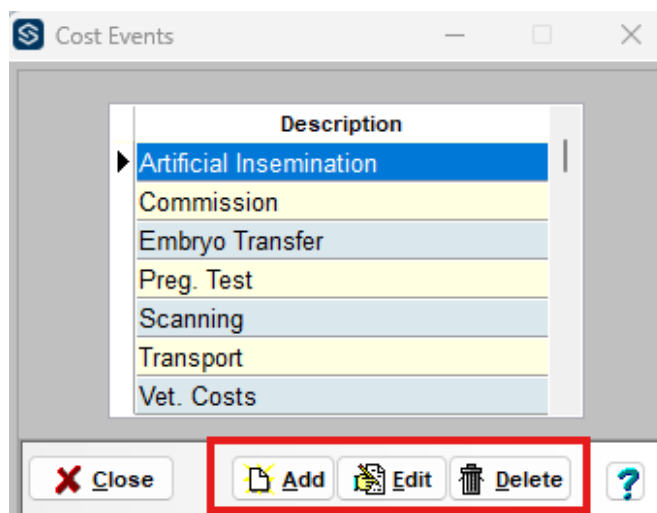 Cost Events
Description
Artificial Insemination
Commission
Embryo Transfer
Preg. Test
Scanning
Transport
Vet. Costs
Close Add Edit Delete ?